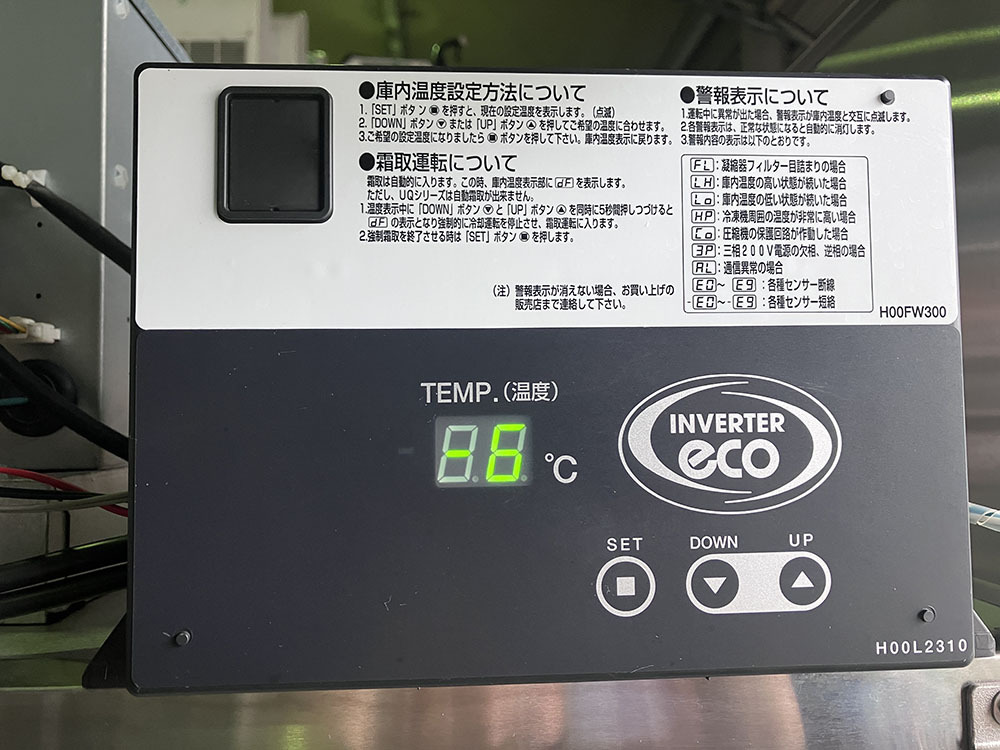 ●庫内温度設定方法について
1.「SET」ボタン■を押すと、現在の設定温度を表示します。(点滅)
2.「DOWN」ボタン▼または「UP」ボタン▲を押してご希望の温度に合わせます。
3.ご希望の設定温度になりましたら■ボタンを押して下さい。庫内温度表示に戻ります。
●霜取運転について
霜取は自動的に入ります。この時、庫内温度表示部にdFを表示します。
ただし、UQシリーズは自動霜取が出来ません。
1.温度表示中に「DOWN」ボタン▼と「UP」ボタン▲を同時に5秒間押しつづけると
dFの表示となり強制的に冷却運転を停止させ、霜取運転に入ります。
2.強制霜取を終了させる時は「SET」ボタン■を押します。
(注)警報表示が消えない場合、お買い上げの
販売店まで連絡して下さい。
●警報表示について
1.運転中に異常が出た場合、警報表示が庫内温度と交互に点滅します。
2.各警報表示は、正常な状態になると自動的に消灯します。
3.警報内容の表示は以下のとおりです。
FL:凝縮器フィルター目詰まりの場合
LH:庫内温度の高い状態が続いた場合
Lo:庫内温度の低い状態が続いた場合
HP:冷凍機周囲の温度が非常に高い場合
Co:圧縮機の保護回路が作動した場合
3P:三相200V電源の欠相、逆相の場合
AL:通信異常の場合
E0～E9:各種センサー断線
-E0～-E9:各種センサー短絡
H00FW300
TEMP.(温度)
-6 ℃
INVERTER
eco
SET DOWN UP
H00L2310